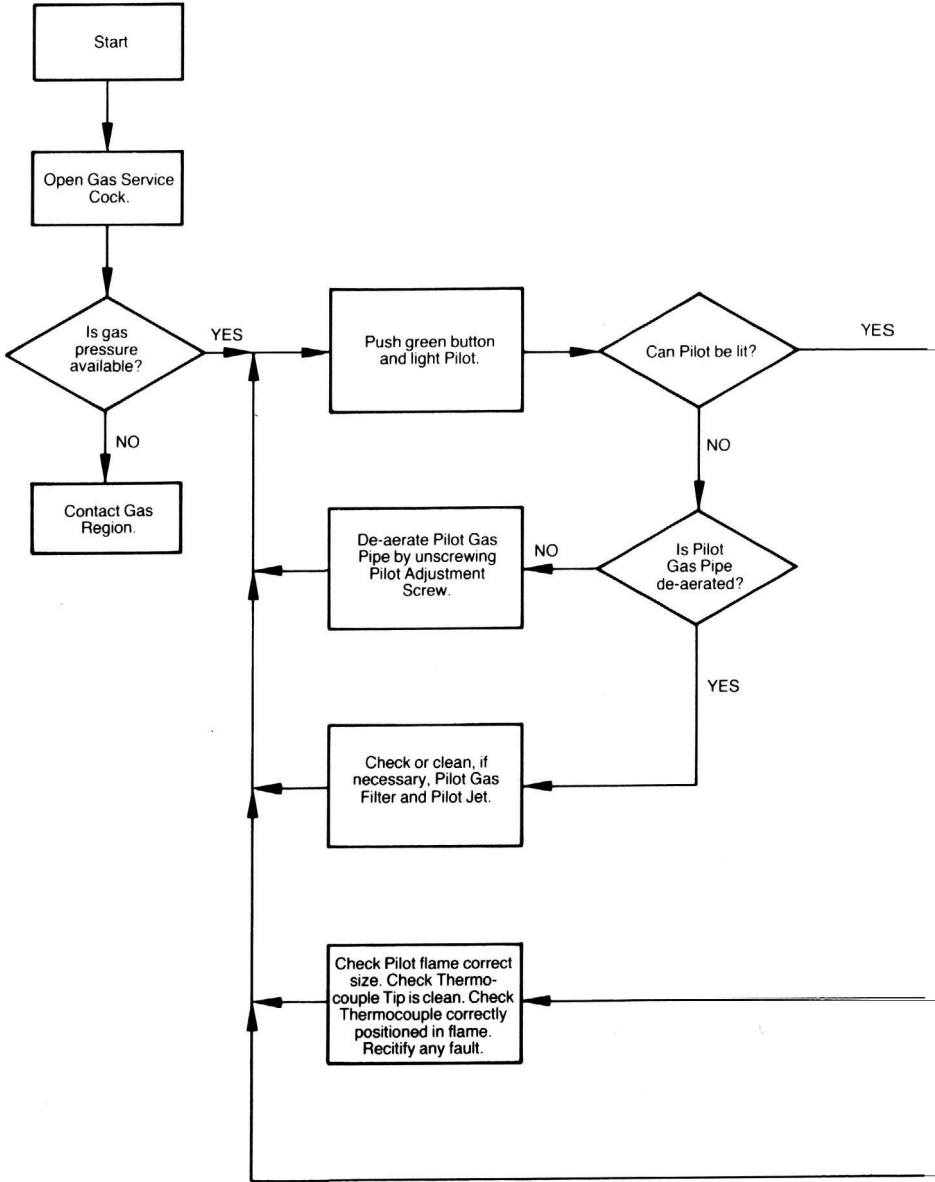 Start
Open Gas Service
Cock.
Is gas
pressure
available?
YES
NO
Contact Gas
Region.
Push green button
and light Pilot.
Can Pilot be lit?
YES
NO
Is Pilot
Gas Pipe
de-aerated?
NO
De-aerate Pilot Gas
Pipe by unscrewing
Pilot Adjustment
Screw.
YES
Check or clean, if
necessary, Pilot Gas
Filter and Pilot Jet.
Check Pilot flame correct
size. Check Thermo-
couple Tip is clean. Check
Thermocouple correctly
positioned in flame.
Recitify any fault.